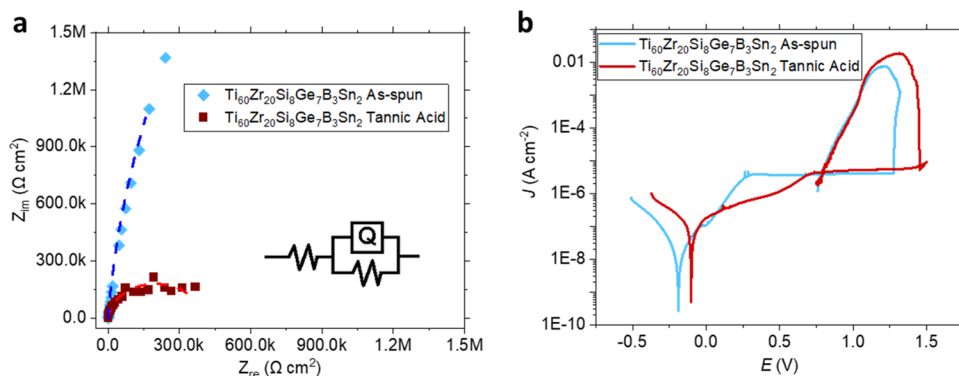 a
1.5M
1.2M
900.0k
600.0k
300.0k
0.0
Z_im (Ω cm²)
Ti₆₀Zr₂₀Si₈Ge₇B₃Sn₂ As-spun
Ti₆₀Zr₂₀Si₈Ge₇B₃Sn₂ Tannic Acid
Q
0.0 300.0k 600.0k 900.0k 1.2M 1.5M
Z_re (Ω cm²)
b
Ti₆₀Zr₂₀Si₈Ge₇B₃Sn₂ As-spun
Ti₆₀Zr₂₀Si₈Ge₇B₃Sn₂ Tannic Acid
0.01
1E-4
1E-6
1E-8
1E-10
J (A cm⁻²)
-0.5 0.0 0.5 1.0 1.5
E (V)